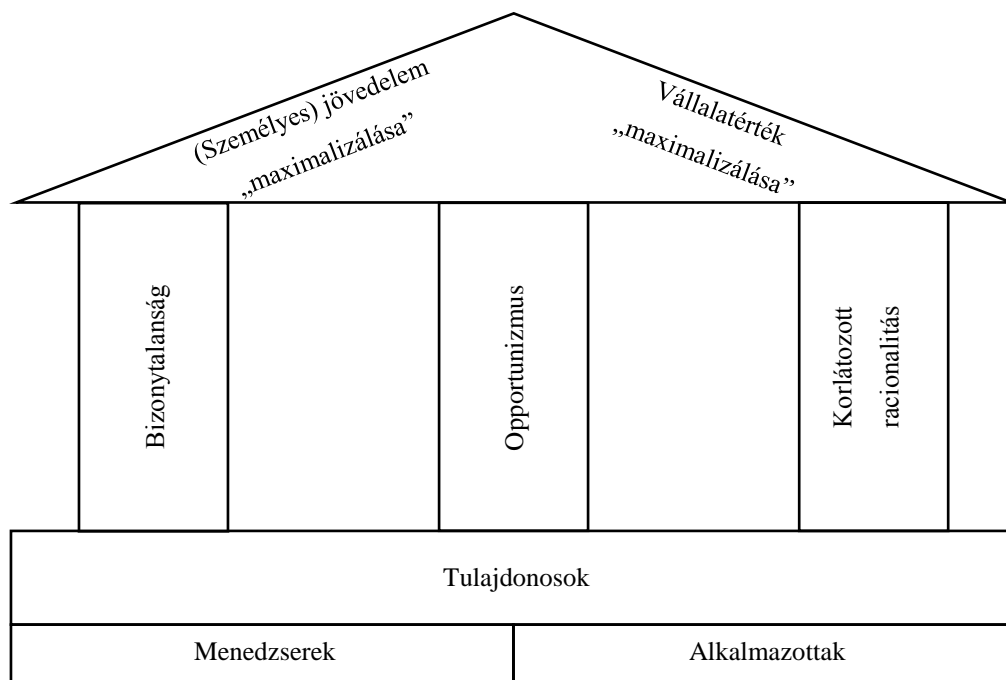 (Személyes) jövedelem
„maximalizálása”
Vállalatérték
„maximalizálása”
Bizonytalanság
Opportunizmus
Korlátozott
racionalitás
Tulajdonosok
Menedzserek
Alkalmazottak